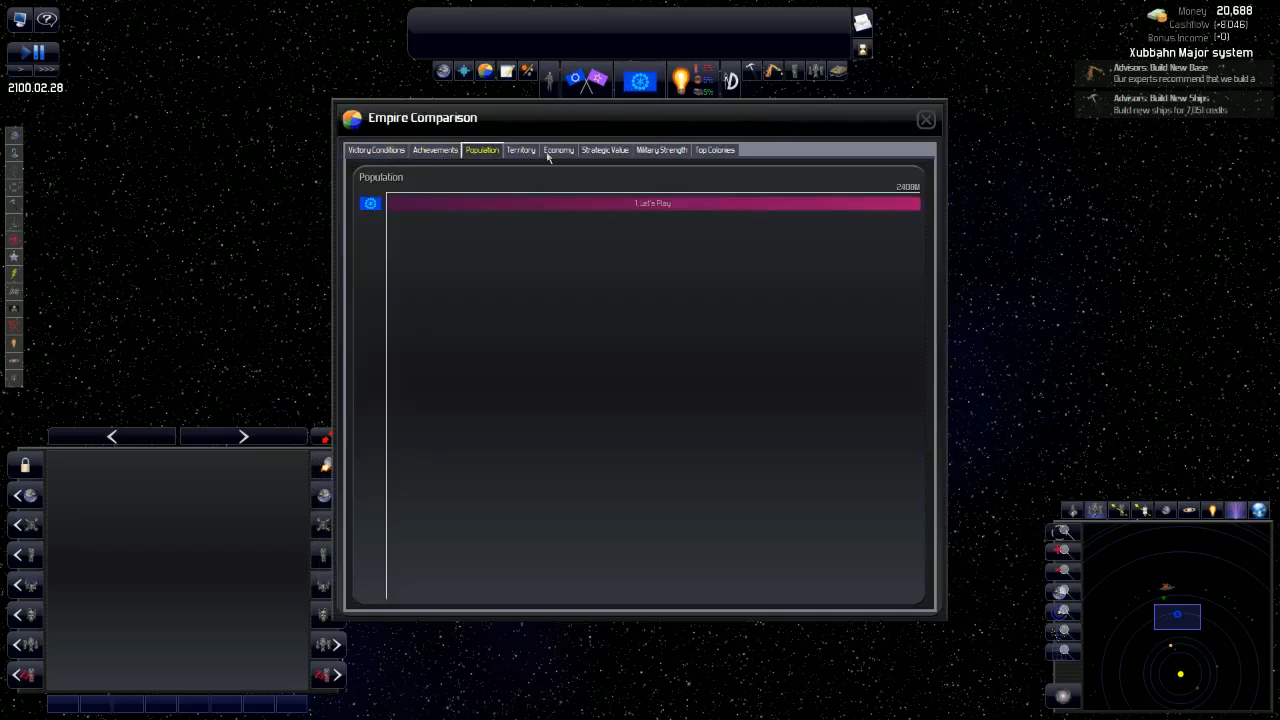 Money 20,688
Cashflow (-8,046)
Bonus Income (-0)
Xubbahn Major system
Advisors: Build New Base
Our experts recommend that we build a
Advisors: Build New Ships
Build new ships for 7,051 credits
> >>>
2100.02.28
5%
Empire Comparison
Victory Conditions Achievements Population Territory Economy Strategic Value Military Strength Top Colonies
Population
2408M
1 Let's Play